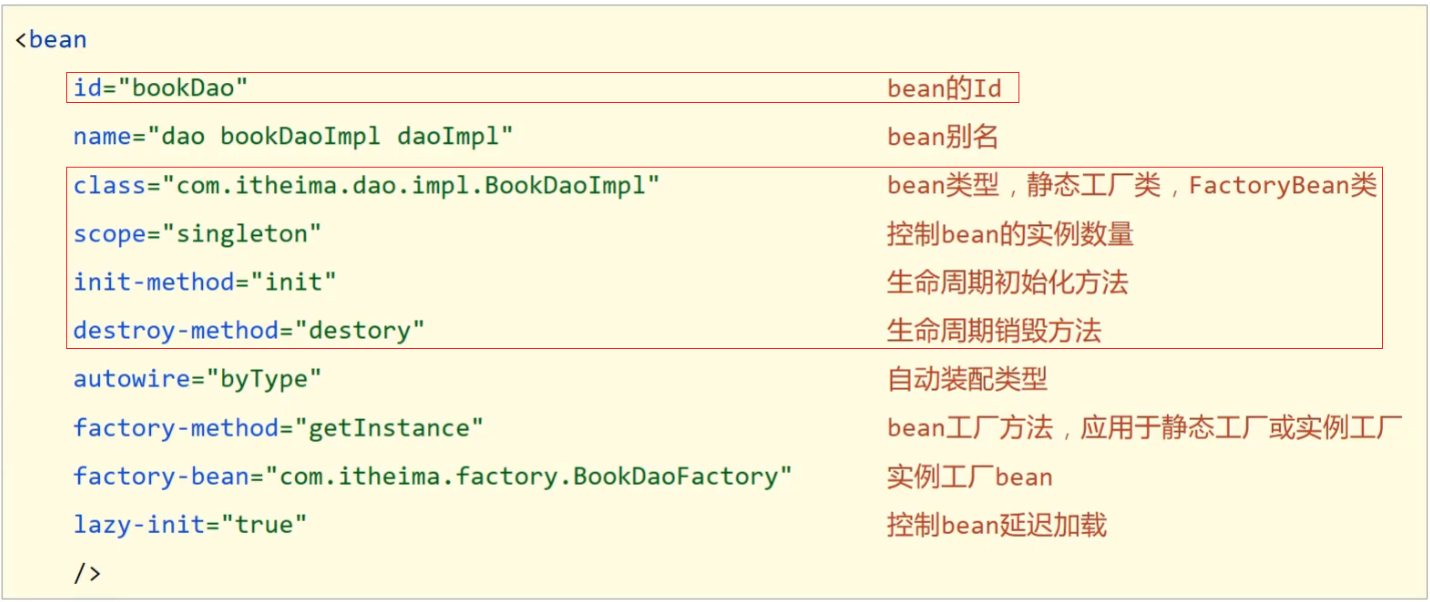 <bean
id="bookDao" bean的Id
name="dao bookDaoImpl daoImpl" bean别名
class="com.itheima.dao.impl.BookDaoImpl" bean类型，静态工厂类，FactoryBean类
scope="singleton" 控制bean的实例数量
init-method="init" 生命周期初始化方法
destroy-method="destory" 生命周期销毁方法
autowire="byType" 自动装配类型
factory-method="getInstance" bean工厂方法，应用于静态工厂或实例工厂
factory-bean="com.itheima.factory.BookDaoFactory" 实例工厂bean
lazy-init="true" 控制bean延迟加载
/>